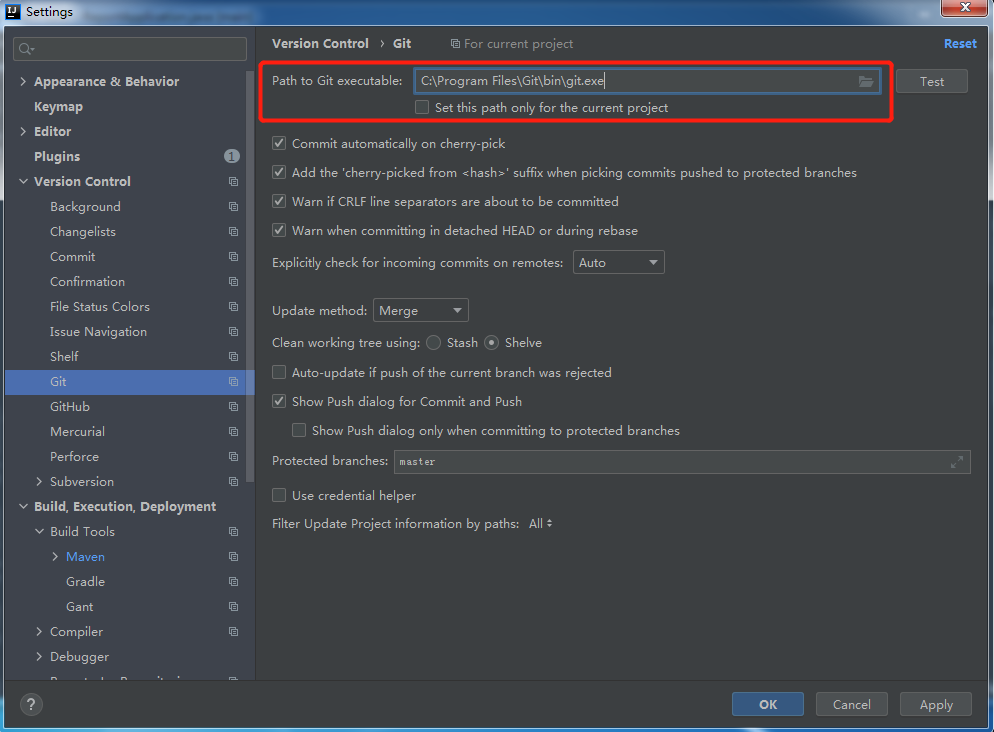 Settings
Version Control › Git For current project Reset
Path to Git executable: C:\Program Files\Git\bin\git.exe Test
Set this path only for the current project
Commit automatically on cherry-pick
Add the 'cherry-picked from <hash>' suffix when picking commits pushed to protected branches
Warn if CRLF line separators are about to be committed
Warn when committing in detached HEAD or during rebase
Explicitly check for incoming commits on remotes: Auto
Update method: Merge
Clean working tree using: Stash Shelve
Auto-update if push of the current branch was rejected
Show Push dialog for Commit and Push
Show Push dialog only when committing to protected branches
Protected branches: master
Use credential helper
Filter Update Project information by paths: All
Appearance & Behavior
Keymap
Editor
Plugins 1
Version Control
Background
Changelists
Commit
Confirmation
File Status Colors
Issue Navigation
Shelf
Git
GitHub
Mercurial
Perforce
Subversion
Build, Execution, Deployment
Build Tools
Maven
Gradle
Gant
Compiler
Debugger
?
OK Cancel Apply